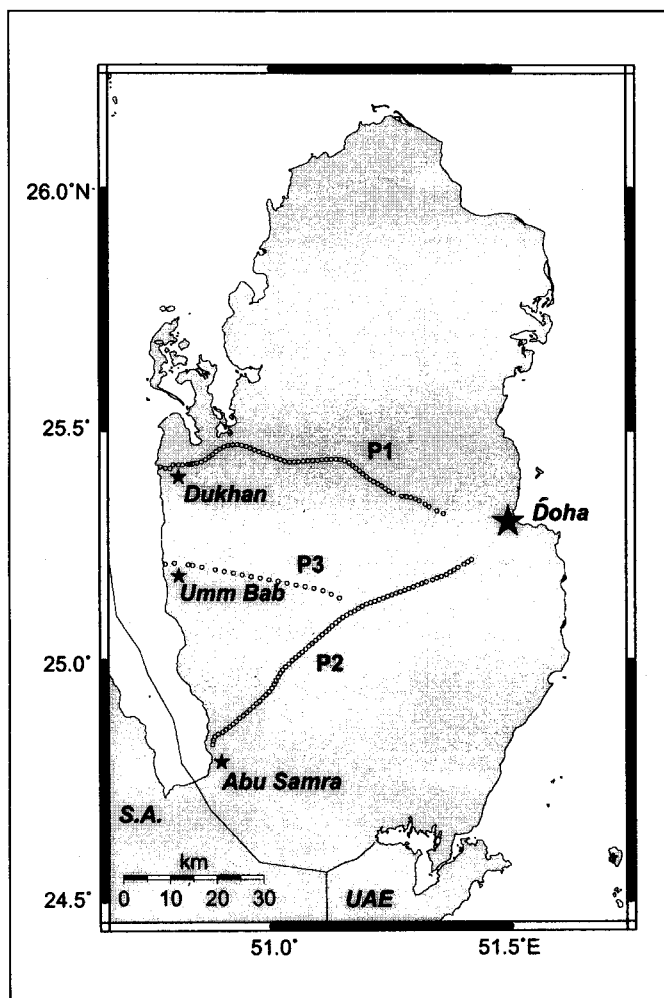 26.0°N
25.5°
P1
Dukhan
Doha
P3
Umm Bab
25.0°
P2
Abu Samra
S.A.
km
0 10 20 30
24.5°
UAE
51.0°
51.5°E